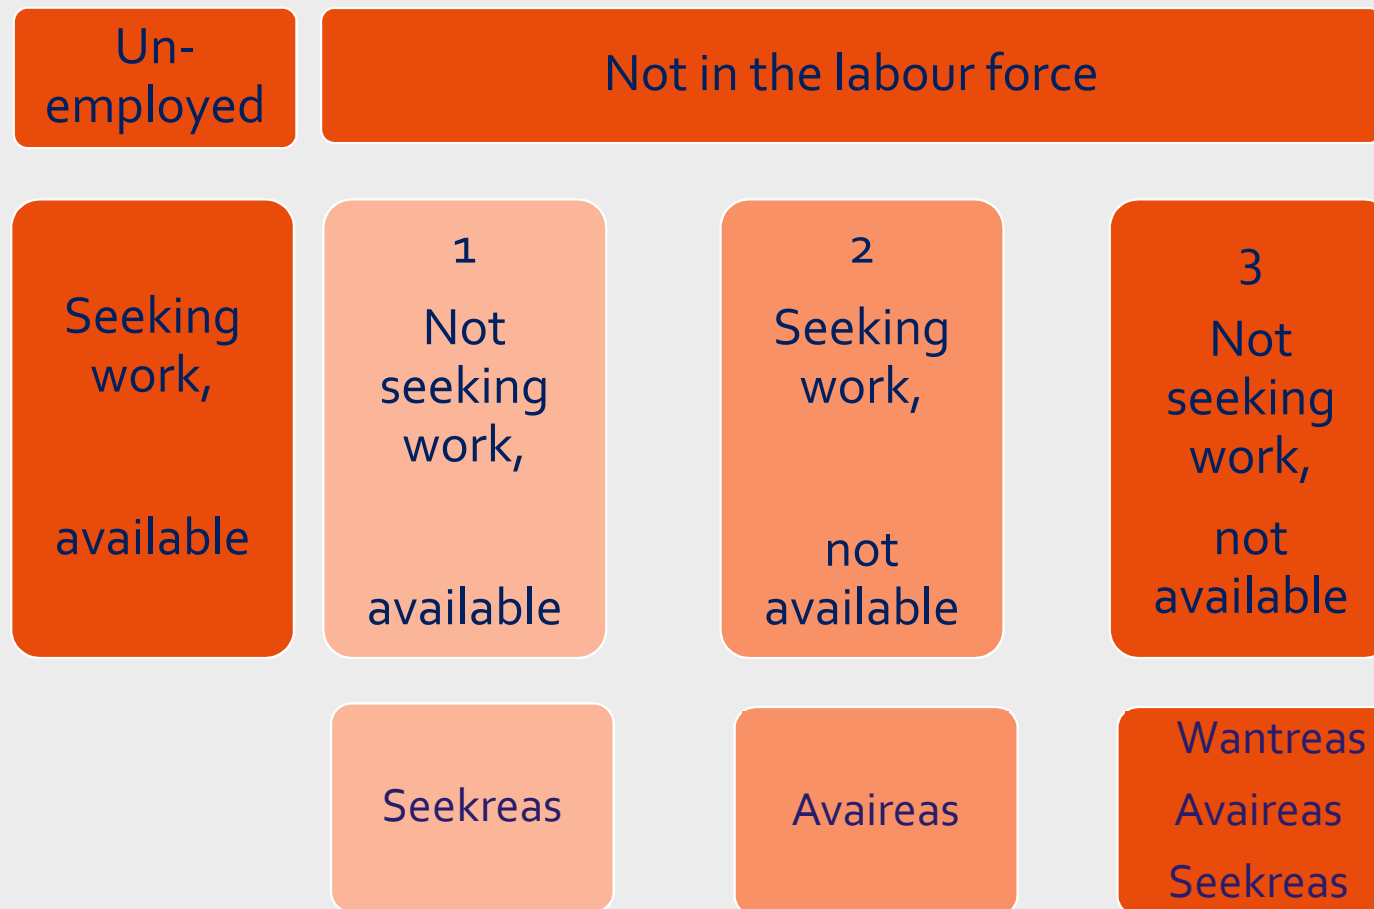 Un-
employed
Not in the labour force
Seeking
work,
available
1
Not
seeking
work,
available
2
Seeking
work,
not
available
3
Not
seeking
work,
not
available
Seekreas
Avaireas
Wantreas
Avaireas
Seekreas